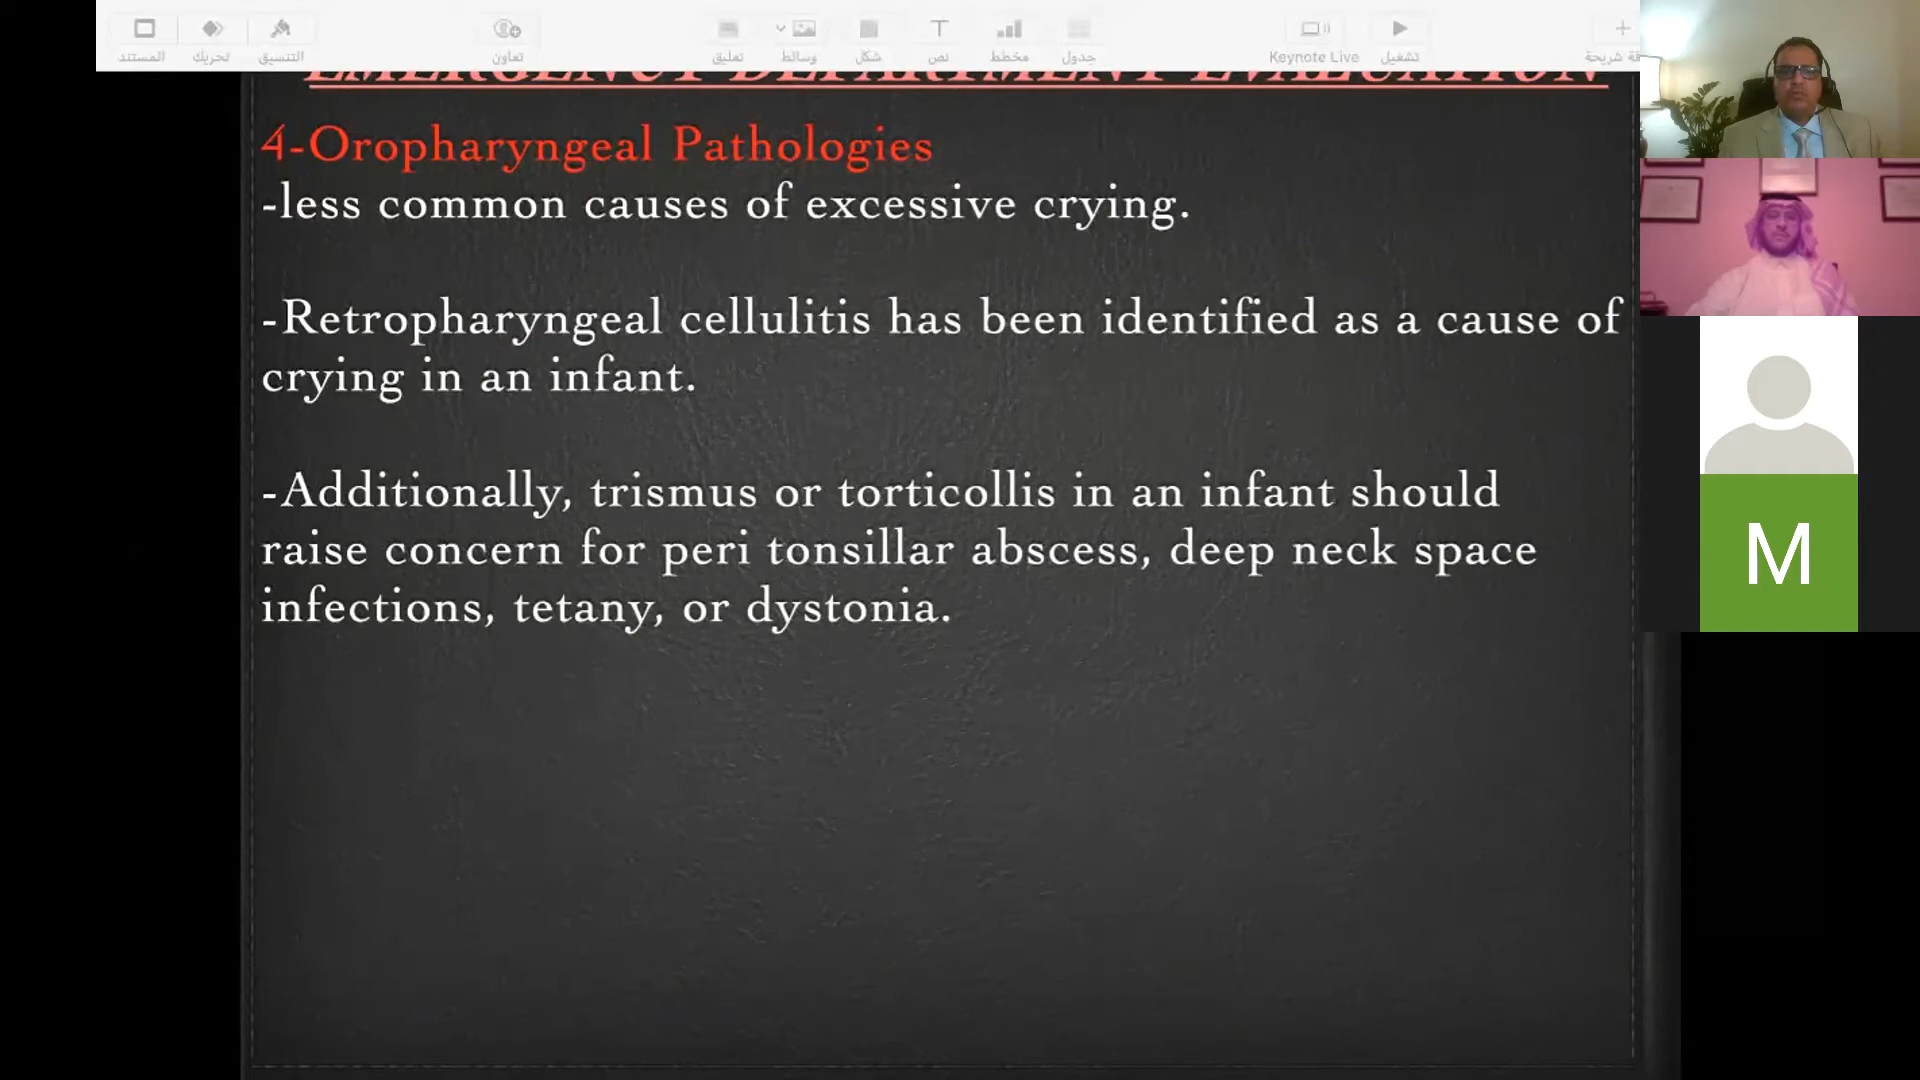 المستند
تحريك
التنسيق
تعاون
تعليق
وسائط
شكل
نص
مخطط
جدول
Keynote Live
تشغيل
شريحة
EMERGENCY DEPARTMENT EVALUATION
4-Oropharyngeal Pathologies
-less common causes of excessive crying.
-Retropharyngeal cellulitis has been identified as a cause of
crying in an infant.
-Additionally, trismus or torticollis in an infant should
raise concern for peri tonsillar abscess, deep neck space
infections, tetany, or dystonia.
M